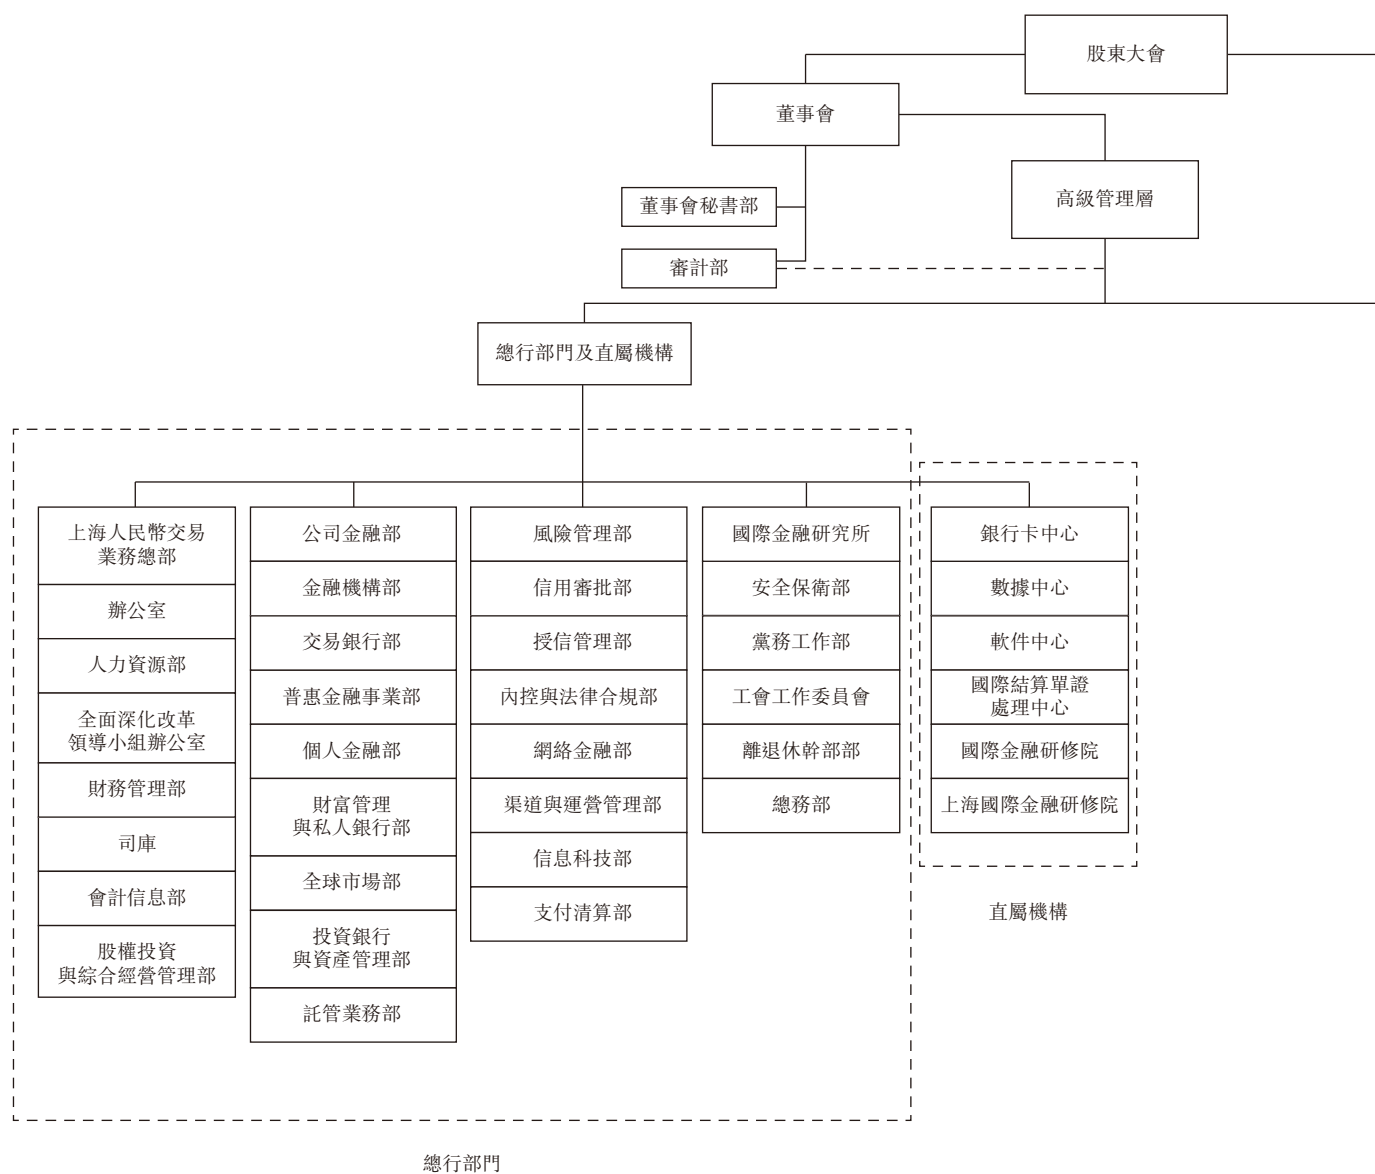 股東大會
董事會
高級管理層
董事會秘書部
審計部
總行部門及直屬機構
上海人民幣交易
業務總部
辦公室
人力資源部
全面深化改革
領導小組辦公室
財務管理部
司庫
會計信息部
股權投資
與綜合經營管理部
公司金融部
金融機構部
交易銀行部
普惠金融事業部
個人金融部
財富管理
與私人銀行部
全球市場部
投資銀行
與資產管理部
託管業務部
風險管理部
信用審批部
授信管理部
內控與法律合規部
網絡金融部
渠道與運營管理部
信息科技部
支付清算部
國際金融研究所
安全保衛部
黨務工作部
工會工作委員會
離退休幹部部
總務部
銀行卡中心
數據中心
軟件中心
國際結算單證
處理中心
國際金融研修院
上海國際金融研修院
直屬機構
總行部門